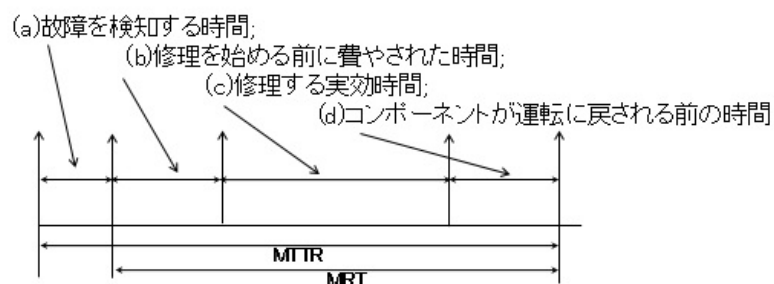 (a)故障を検知する時間;
(b)修理を始める前に費やされた時間;
(c)修理する実効時間;
(d)コンポーネントが運転に戻される前の時間
MTTR
MRT